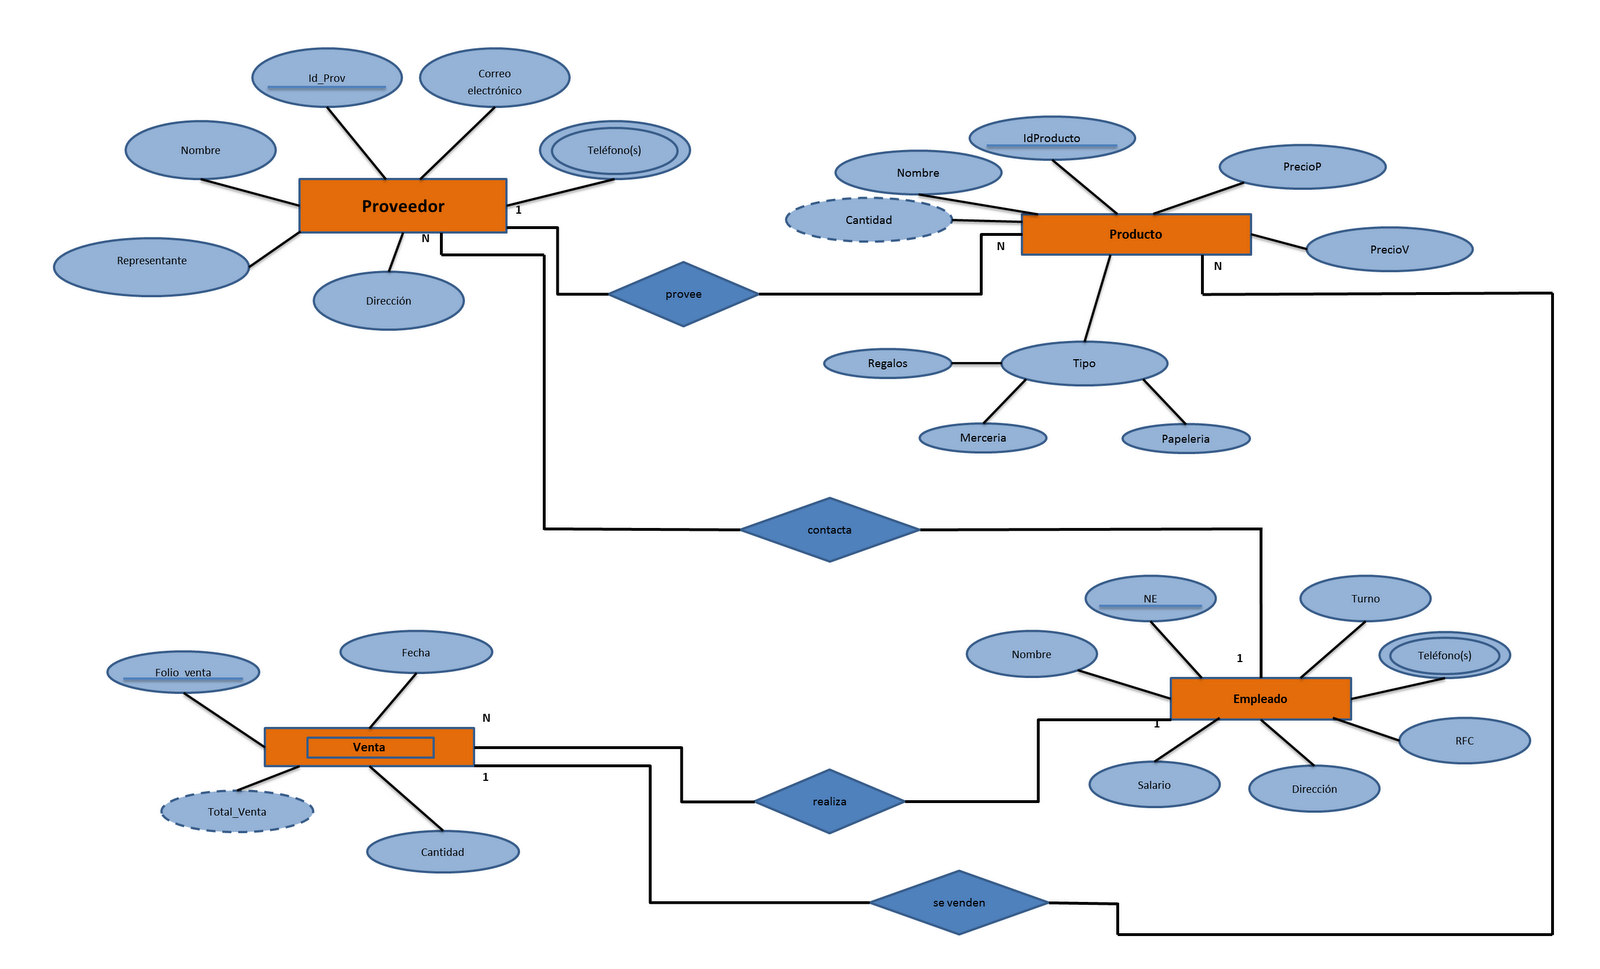 Id_Prov
Correo
electrónico
Nombre
Teléfono(s)
Proveedor
1
N
Representante
Dirección
provee
IdProducto
Nombre
PrecioP
Cantidad
Producto
N
PrecioV
N
Regalos
Tipo
Merceria
Papeleria
contacta
NE
Turno
Nombre
Teléfono(s)
1
Empleado
1
RFC
Salario
Dirección
Folio_venta
Fecha
N
Venta
1
Total_Venta
Cantidad
realiza
se venden